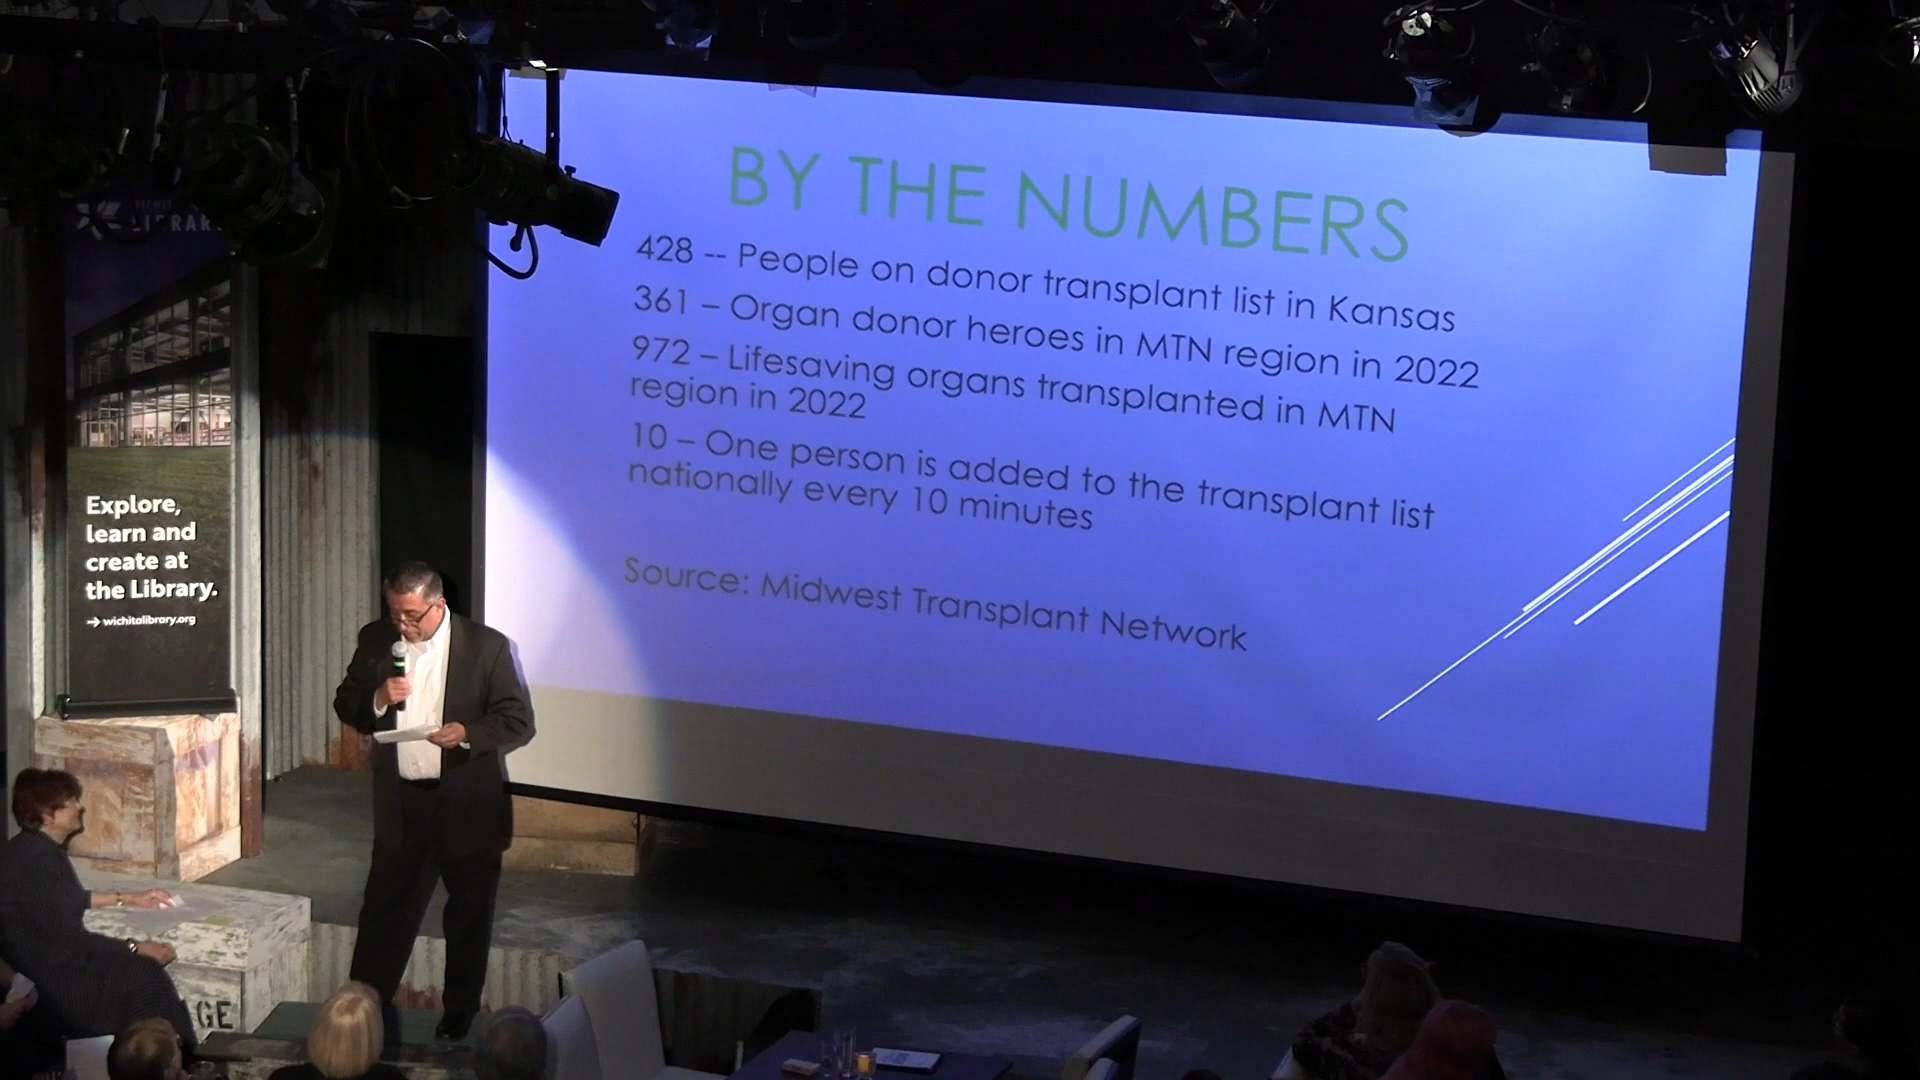 BY THE NUMBERS
428 -- People on donor transplant list in Kansas
361 – Organ donor heroes in MTN region in 2022
972 – Lifesaving organs transplanted in MTN
region in 2022
10 – One person is added to the transplant list
nationally every 10 minutes
Source: Midwest Transplant Network
Explore,
learn and
create at
the Library.
→ wichitalibrary.org
GE